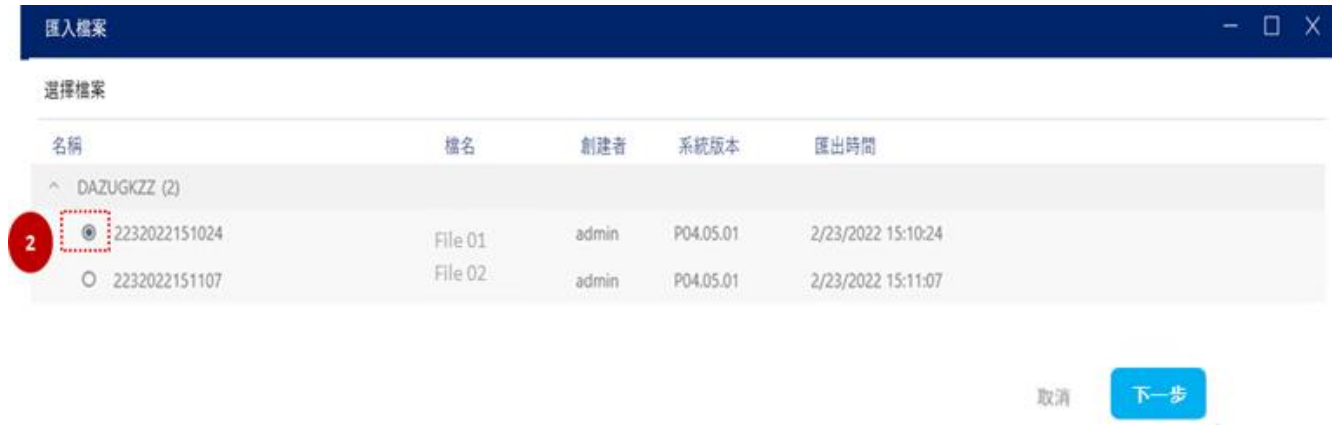 匯入檔案
選擇檔案
名稱 檔名 創建者 系統版本 匯出時間
DAZUGKZZ (2)
2 2232022151024 File 01 admin P04.05.01 2/23/2022 15:10:24
2232022151107 File 02 admin P04.05.01 2/23/2022 15:11:07
取消 下一步